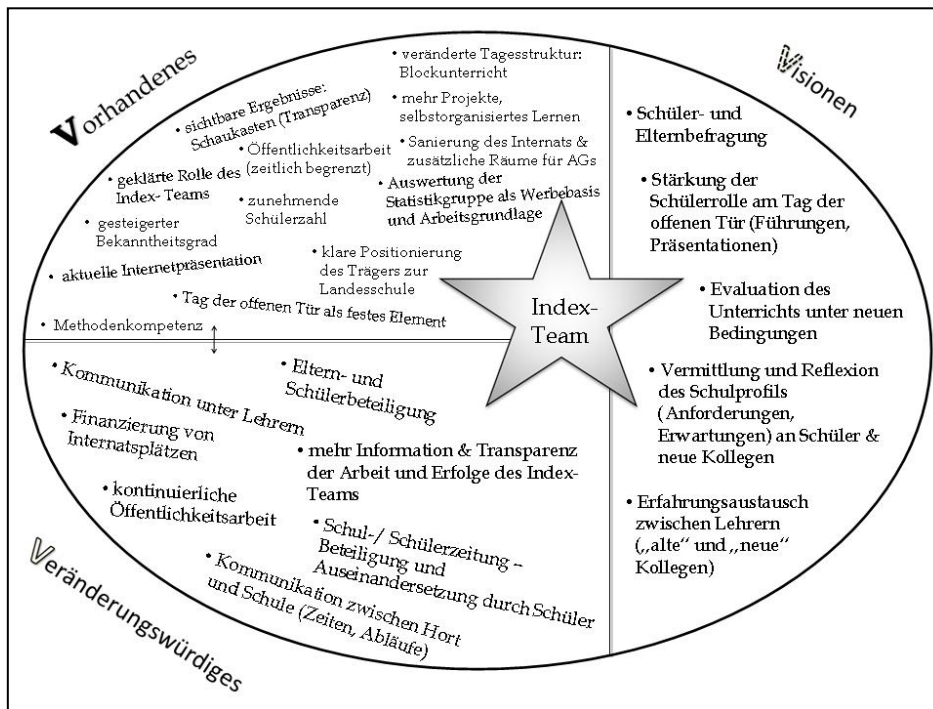 Vorhandenes
• sichtbare Ergebnisse:
Schaukasten (Transparenz)
• veränderte Tagesstruktur:
Blockunterricht
• mehr Projekte,
selbstorganisiertes Lernen
• Öffentlichkeitsarbeit
(zeitlich begrenzt)
• Sanierung des Internats &
zusätzliche Räume für AGs
• geklärte Rolle des
Index- Teams
• Auswertung der
Statistikgruppe als Werbebasis
und Arbeitsgrundlage
• zunehmende
Schülerzahl
• gesteigerter
Bekanntheitsgrad
• klare Positionierung
des Trägers zur
Landesschule
• aktuelle Internetpräsentation
• Tag der offenen Tür als festes Element
• Methodenkompetenz
Index-
Team
Visionen
• Schüler- und
Elternbefragung
• Stärkung der
Schülerrolle am Tag der
offenen Tür (Führungen,
Präsentationen)
• Evaluation des
Unterrichts unter neuen
Bedingungen
• Vermittlung und Reflexion
des Schulprofils
(Anforderungen,
Erwartungen) an Schüler &
neue Kollegen
• Erfahrungsaustausch
zwischen Lehrern
(„alte“ und „neue“
Kollegen)
Veränderungswürdiges
• Kommunikation unter Lehrern
• Eltern- und
Schülerbeteiligung
• Finanzierung von
Internatsplätzen
• mehr Information & Transparenz
der Arbeit und Erfolge des Index-
Teams
• kontinuierliche
Öffentlichkeitsarbeit
• Schul-/ Schülerzeitung –
Beteiligung und
Auseinandersetzung durch Schüler
• Kommunikation zwischen Hort
und Schule (Zeiten, Abläufe)